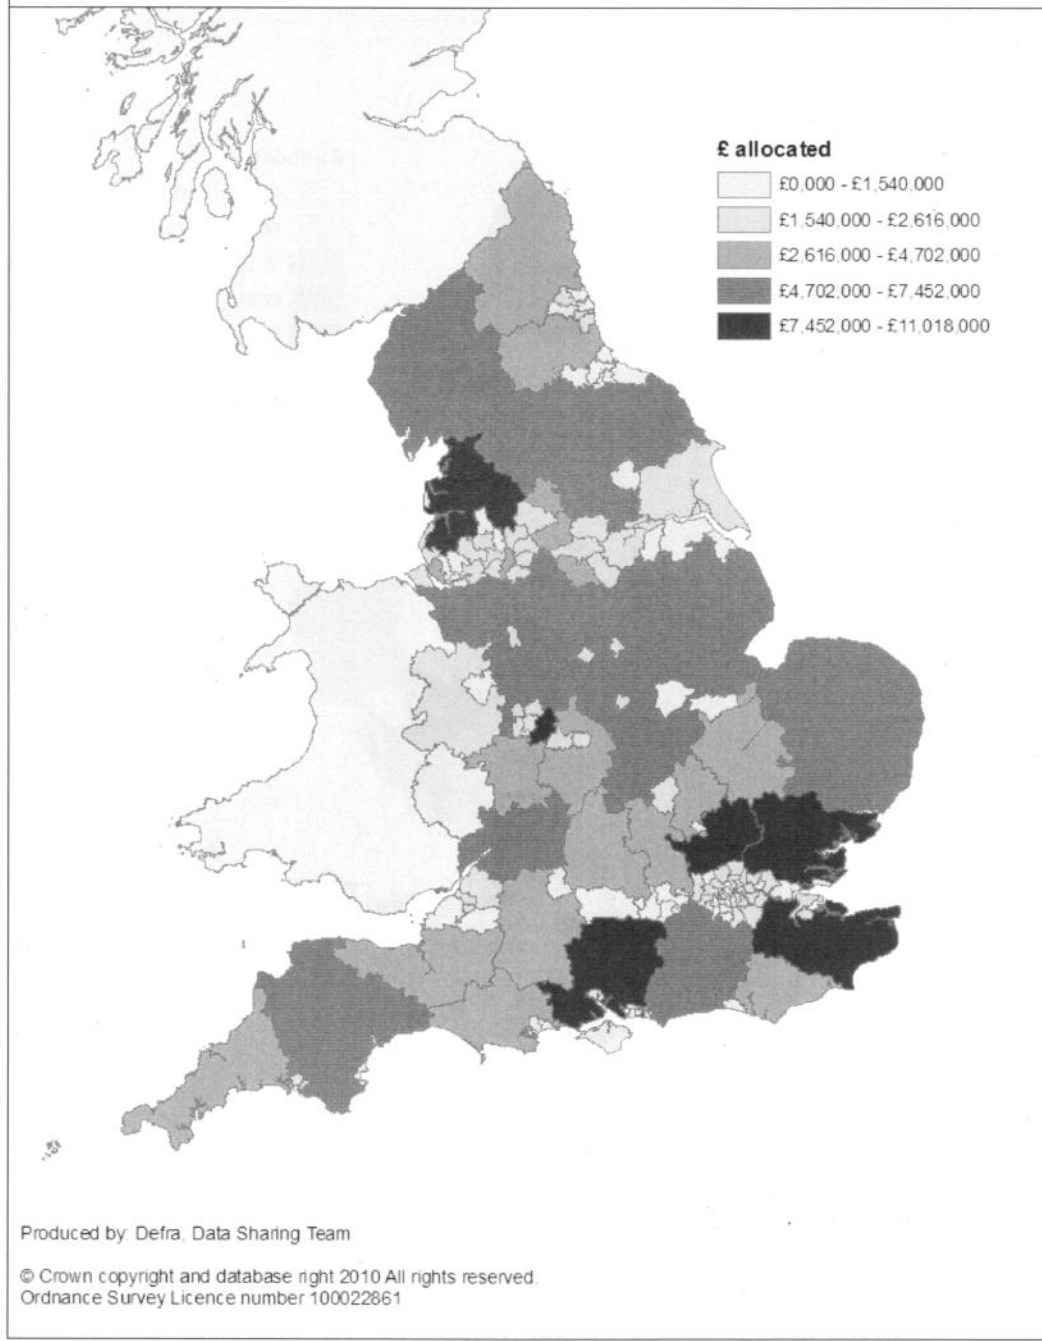 £ allocated
£0,000 - £1,540,000
£1,540,000 - £2,616,000
£2,616,000 - £4,702,000
£4,702,000 - £7,452,000
£7,452,000 - £11,018,000
Produced by: Defra, Data Sharing Team
© Crown copyright and database right 2010 All rights reserved.
Ordnance Survey Licence number 100022861